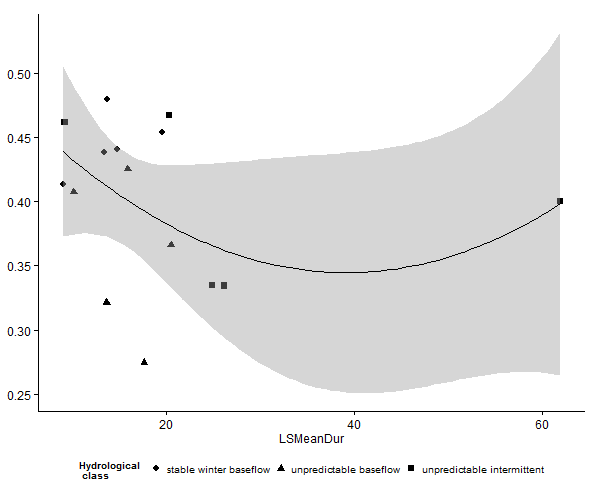 0.50
0.45
0.40
0.35
0.30
0.25
20 40 60
LSMeanDur
Hydrological
class
stable winter baseflow unpredictable baseflow unpredictable intermittent